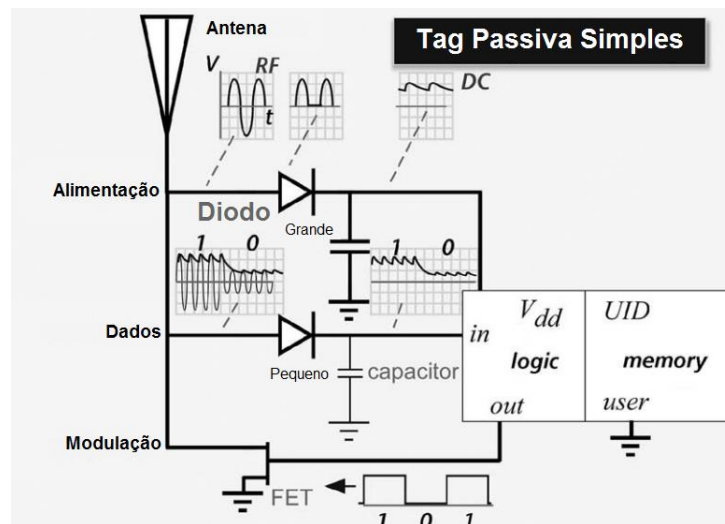 Antena
Tag Passiva Simples
V
RF
t
DC
Alimentação
Diodo
Grande
1 0
1 0
Dados
Pequeno
capacitor
in
Vdd
logic
out
UID
memory
user
Modulação
FET
1 0 1